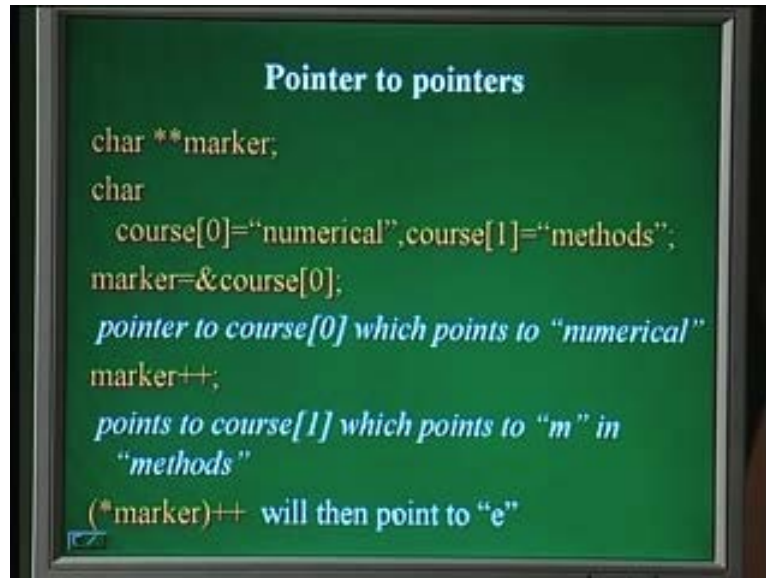 Pointer to pointers
char **marker;
char
course[0]=“numerical”,course[1]=“methods”;
marker=&course[0];
pointer to course[0] which points to “numerical”
marker++;
points to course[1] which points to “m” in
“methods”
(*marker)++ will then point to “e”